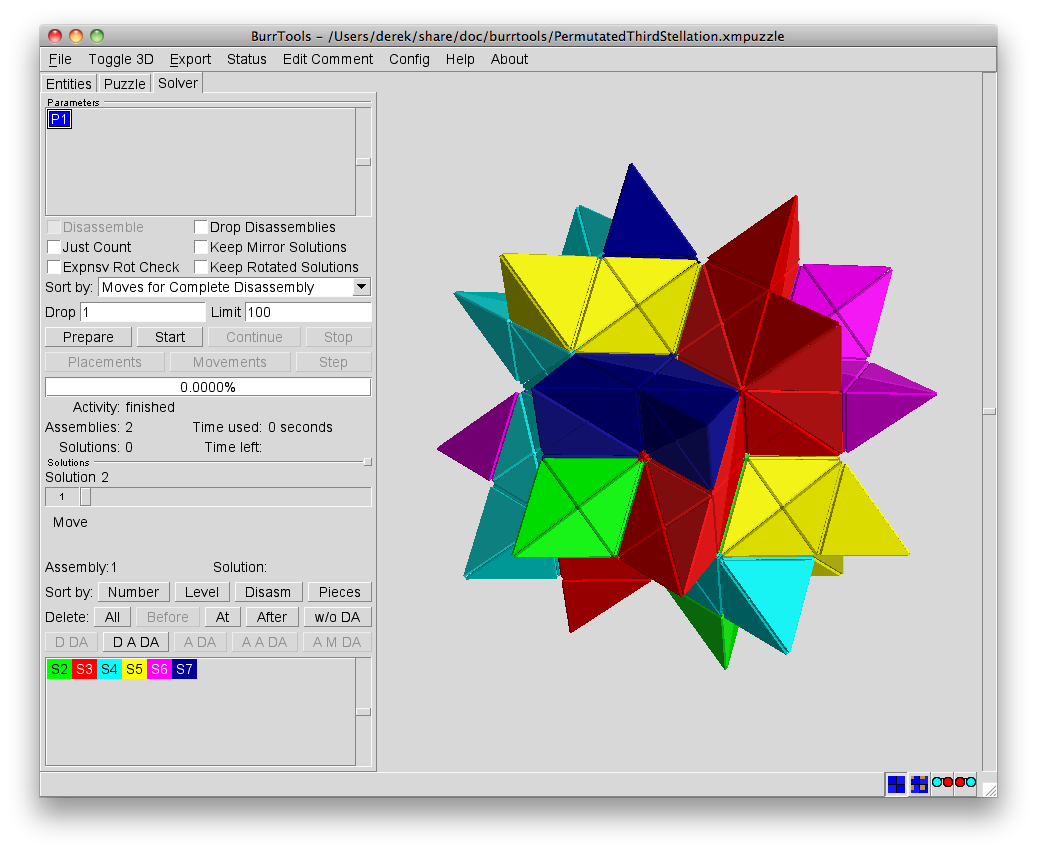 BurrTools – /Users/derek/share/doc/burrtools/PermutatedThirdStellation.xmpuzzle
File Toggle 3D Export Status Edit Comment Config Help About
Entities Puzzle Solver
Parameters
P1
Disassemble Drop Disassemblies
Just Count Keep Mirror Solutions
Expnsv Rot Check Keep Rotated Solutions
Sort by: Moves for Complete Disassembly
Drop 1 Limit 100
Prepare Start Continue Stop
Placements Movements Step
0.0000%
Activity: finished
Assemblies: 2 Time used: 0 seconds
Solutions: 0 Time left:
Solutions
Solution 2
1
Move
Assembly:1 Solution:
Sort by: Number Level Disasm Pieces
Delete: All Before At After w/o DA
D DA D A DA A DA A A DA A M DA
S2 S3 S4 S5 S6 S7